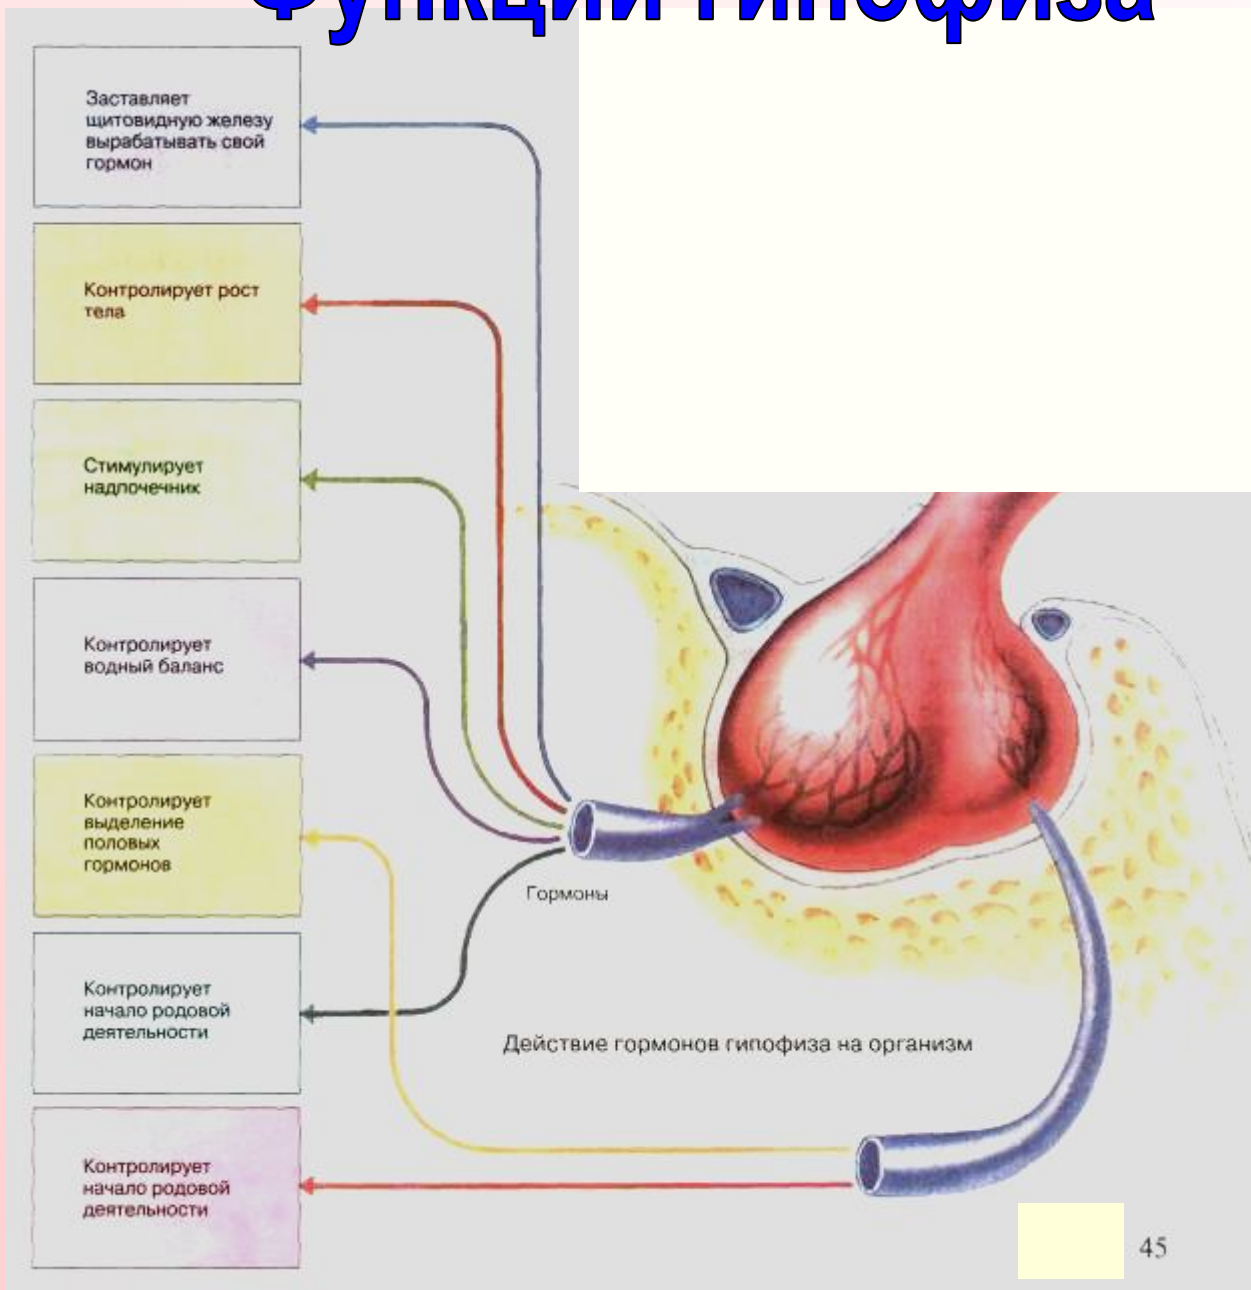 Функции гипофиза
Заставляет
щитовидную железу
вырабатывать свой
гормон
Контролирует рост
тела
Стимулирует
надпочечник
Контролирует
водный баланс
Контролирует
выделение
половых
гормонов
Гормоны
Контролирует
начало родовой
деятельности
Действие гормонов гипофиза на организм
Контролирует
начало родовой
деятельности
45